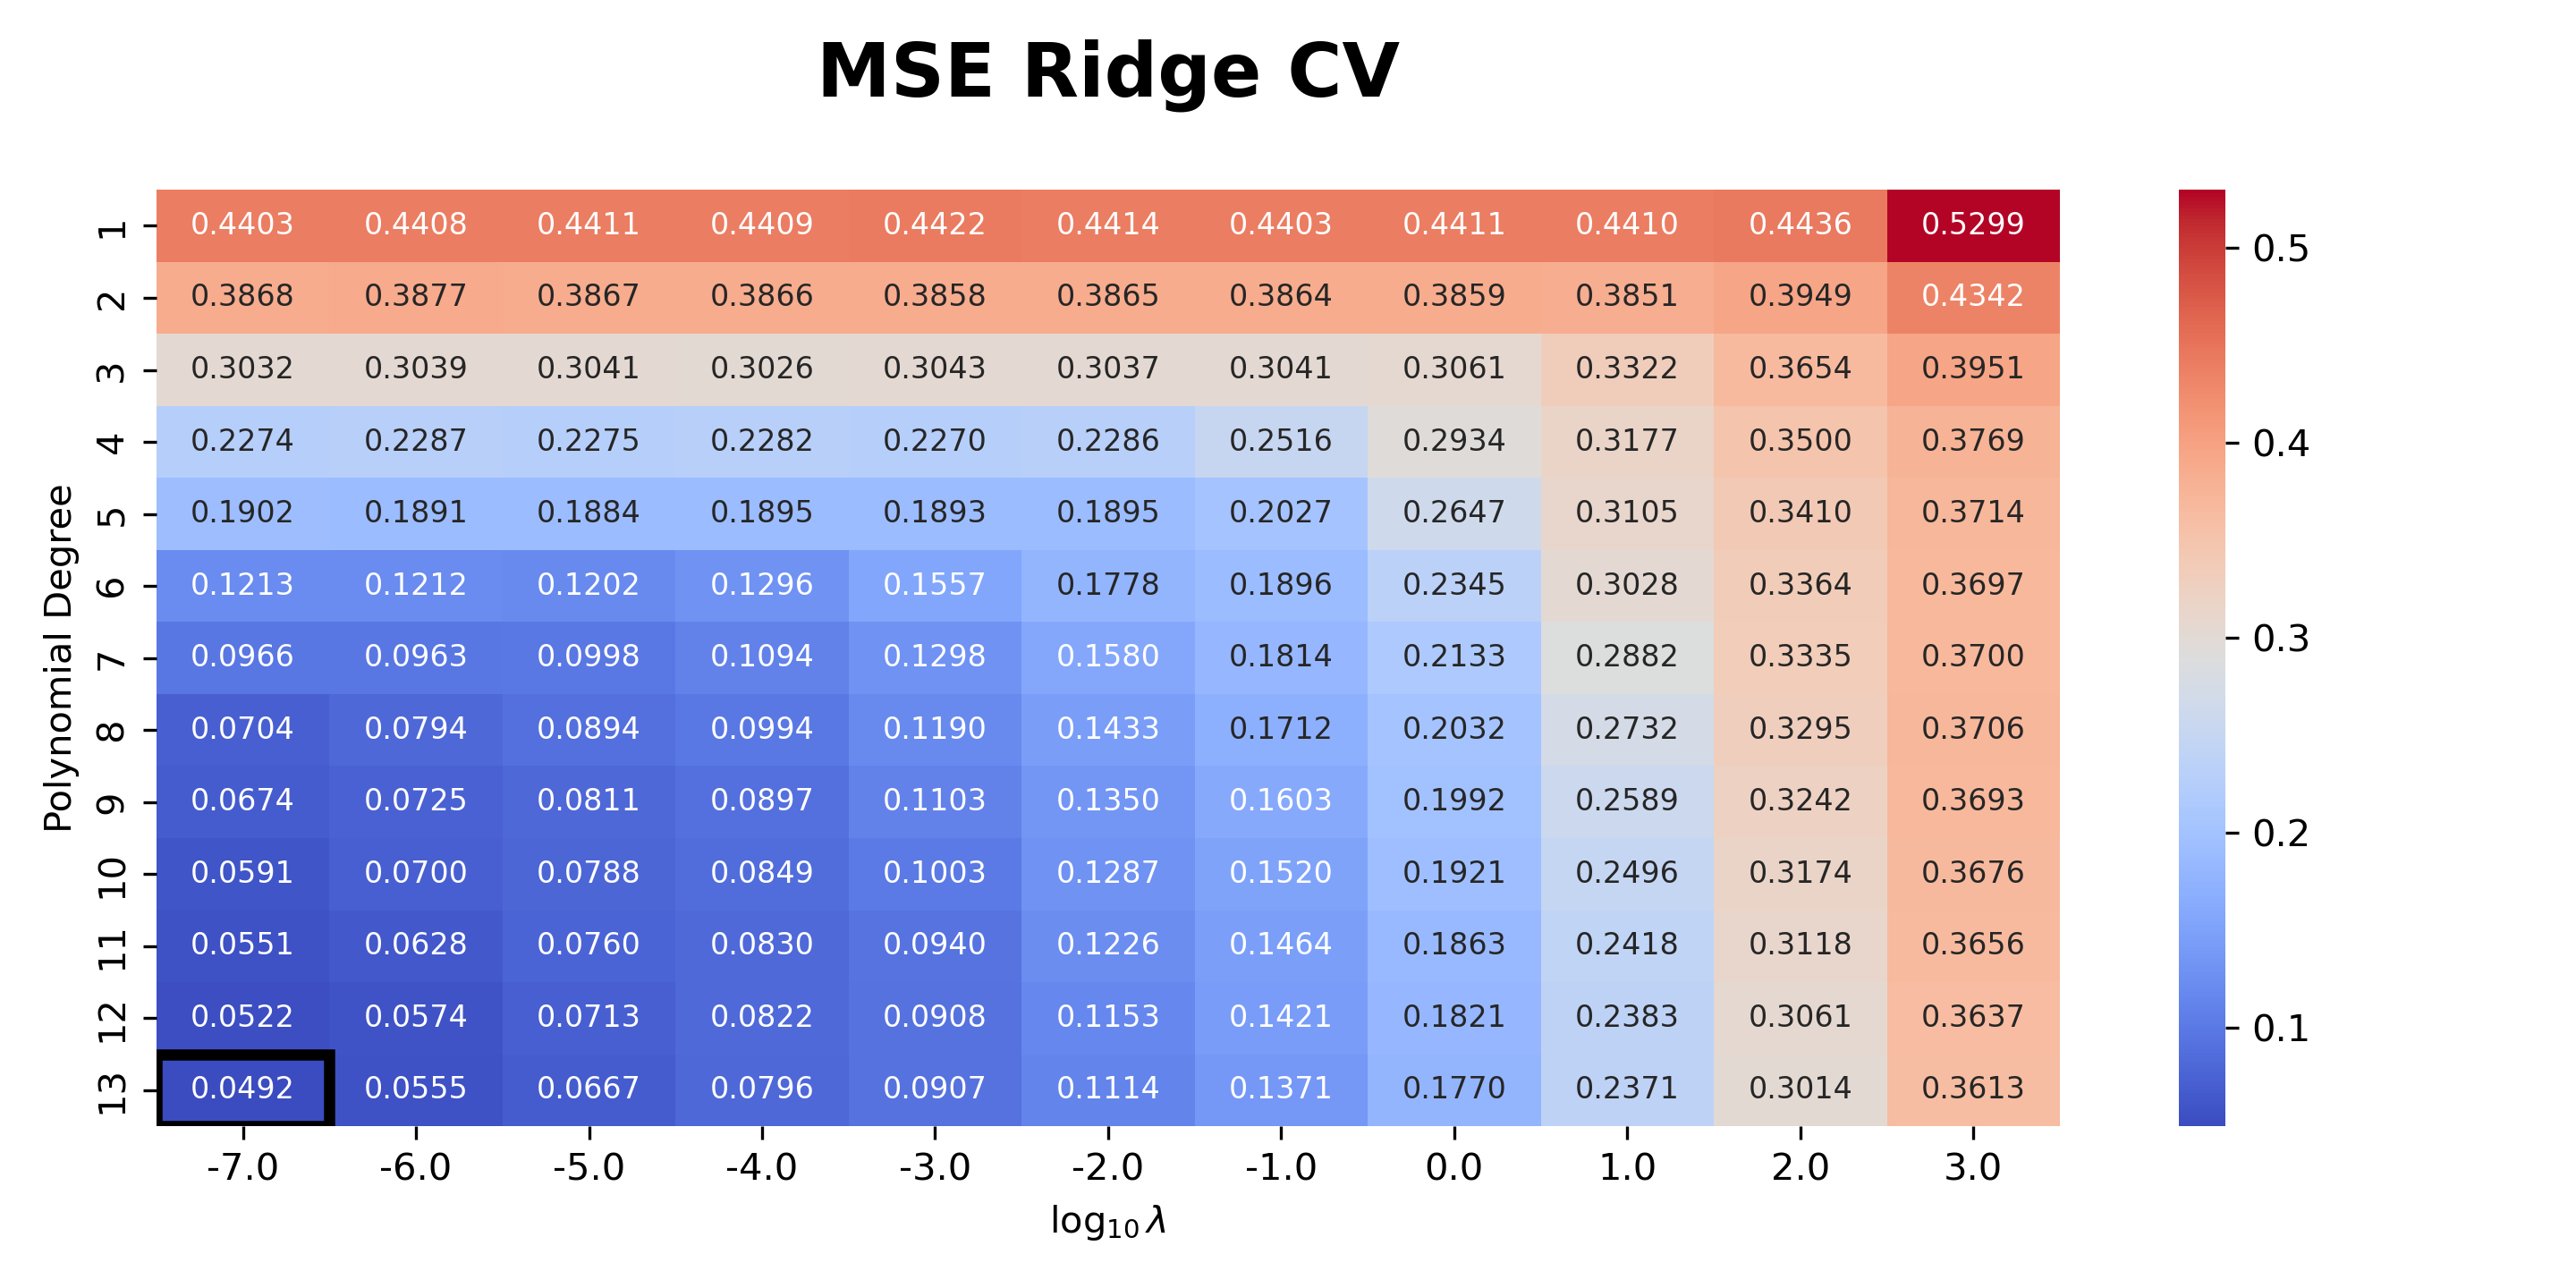 MSE Ridge CV
1 0.4403 0.4408 0.4411 0.4409 0.4422 0.4414 0.4403 0.4411 0.4410 0.4436 0.5299
2 0.3868 0.3877 0.3867 0.3866 0.3858 0.3865 0.3864 0.3859 0.3851 0.3949 0.4342
3 0.3032 0.3039 0.3041 0.3026 0.3043 0.3037 0.3041 0.3061 0.3322 0.3654 0.3951
4 0.2274 0.2287 0.2275 0.2282 0.2270 0.2286 0.2516 0.2934 0.3177 0.3500 0.3769
5 0.1902 0.1891 0.1884 0.1895 0.1893 0.1895 0.2027 0.2647 0.3105 0.3410 0.3714
6 0.1213 0.1212 0.1202 0.1296 0.1557 0.1778 0.1896 0.2345 0.3028 0.3364 0.3697
7 0.0966 0.0963 0.0998 0.1094 0.1298 0.1580 0.1814 0.2133 0.2882 0.3335 0.3700
8 0.0704 0.0794 0.0894 0.0994 0.1190 0.1433 0.1712 0.2032 0.2732 0.3295 0.3706
9 0.0674 0.0725 0.0811 0.0897 0.1103 0.1350 0.1603 0.1992 0.2589 0.3242 0.3693
10 0.0591 0.0700 0.0788 0.0849 0.1003 0.1287 0.1520 0.1921 0.2496 0.3174 0.3676
11 0.0551 0.0628 0.0760 0.0830 0.0940 0.1226 0.1464 0.1863 0.2418 0.3118 0.3656
12 0.0522 0.0574 0.0713 0.0822 0.0908 0.1153 0.1421 0.1821 0.2383 0.3061 0.3637
13 0.0492 0.0555 0.0667 0.0796 0.0907 0.1114 0.1371 0.1770 0.2371 0.3014 0.3613
-7.0 -6.0 -5.0 -4.0 -3.0 -2.0 -1.0 0.0 1.0 2.0 3.0
log₁₀ λ
Polynomial Degree
0.5
0.4
0.3
0.2
0.1